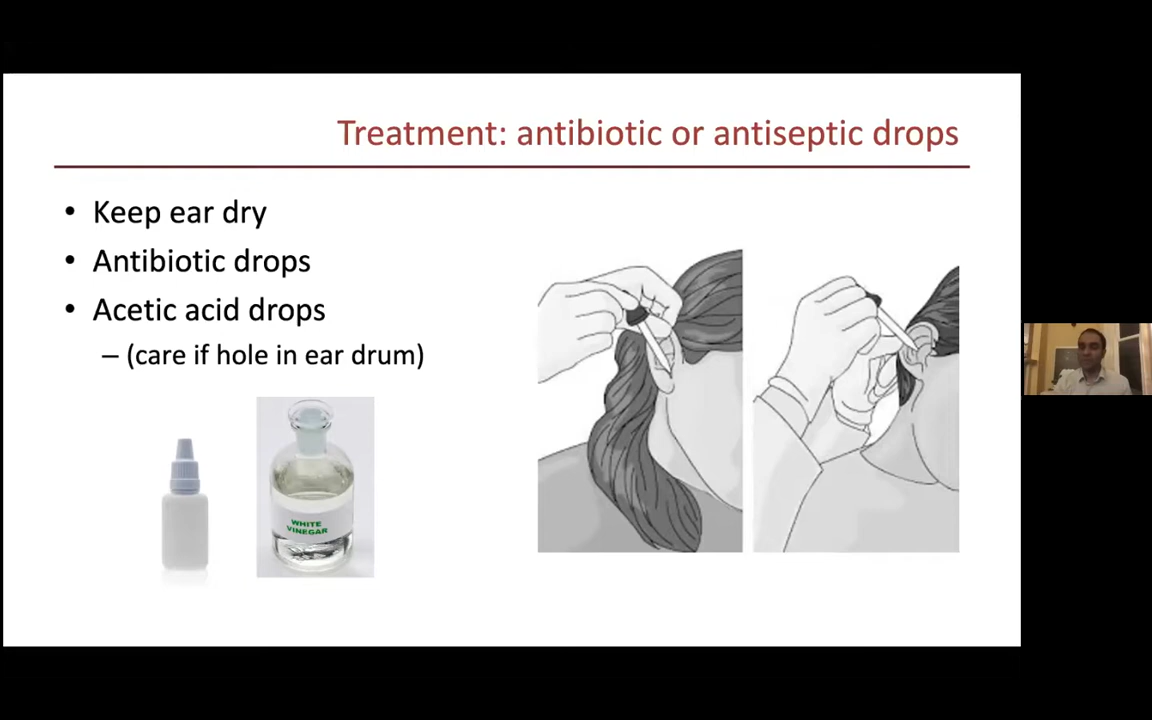 Treatment: antibiotic or antiseptic drops
• Keep ear dry
• Antibiotic drops
• Acetic acid drops
– (care if hole in ear drum)
WHITE
VINEGAR